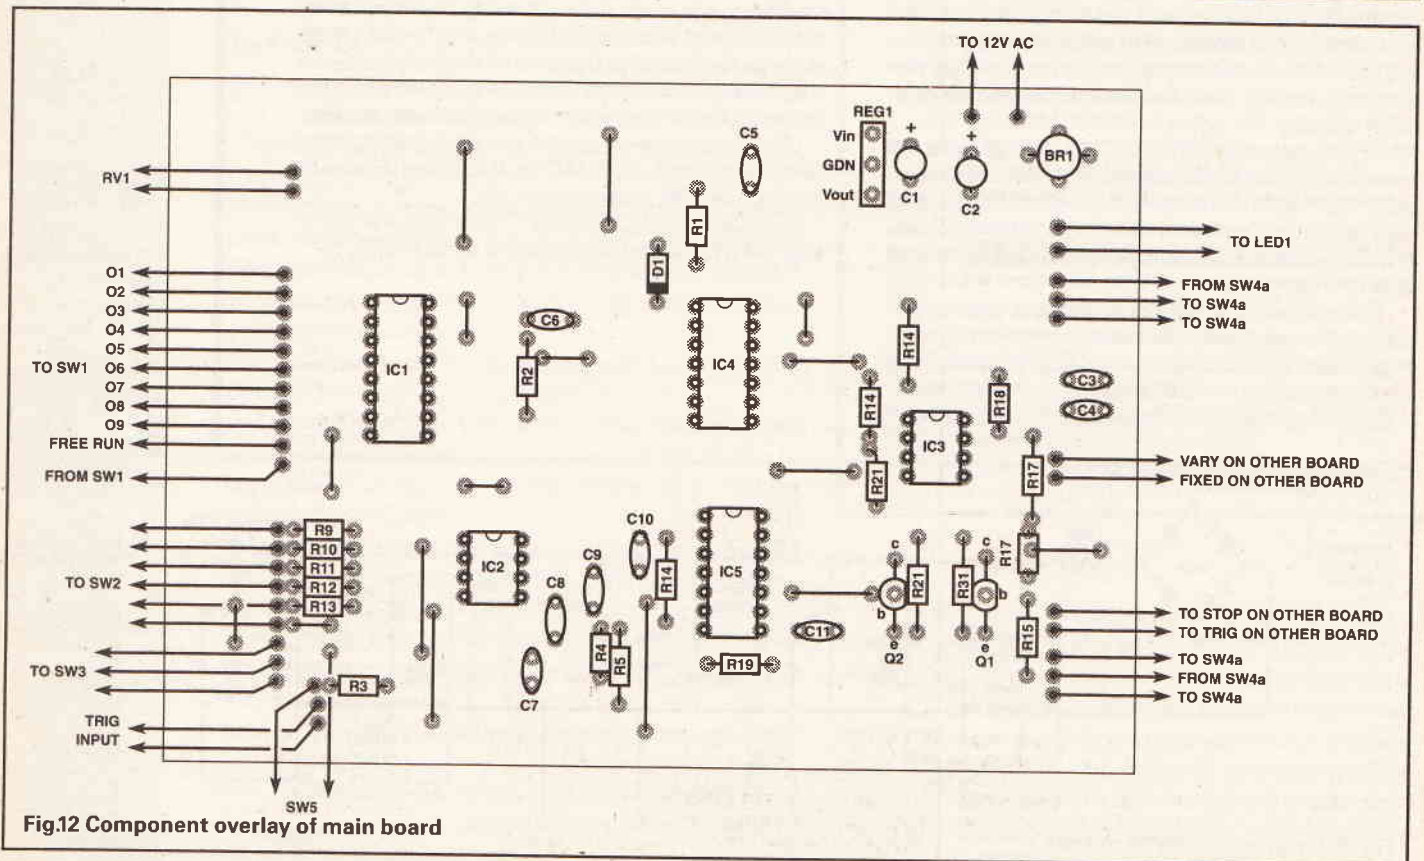 TO 12V AC
REG1
Vin
GDN
Vout
+
C1
+
C2
BR1
C5
RV1
R1
D1
TO LED1
FROM SW4a
TO SW4a
TO SW4a
TO SW1
O1
O2
O3
O4
O5
O6
O7
O8
O9
FREE RUN
FROM SW1
IC1
C6
R2
IC4
R14
R14
R18
C3
C4
IC3
R21
R17
VARY ON OTHER BOARD
FIXED ON OTHER BOARD
TO SW2
R9
R10
R11
R12
R13
IC2
C10
C9
C8
C7
R14
R4
R5
IC5
R19
C11
c
b
e
Q2
R21
R31
c
b
e
Q1
R17
R15
TO STOP ON OTHER BOARD
TO TRIG ON OTHER BOARD
TO SW4a
FROM SW4a
TO SW4a
TO SW3
R3
TRIG
INPUT
SW5
Fig.12 Component overlay of main board